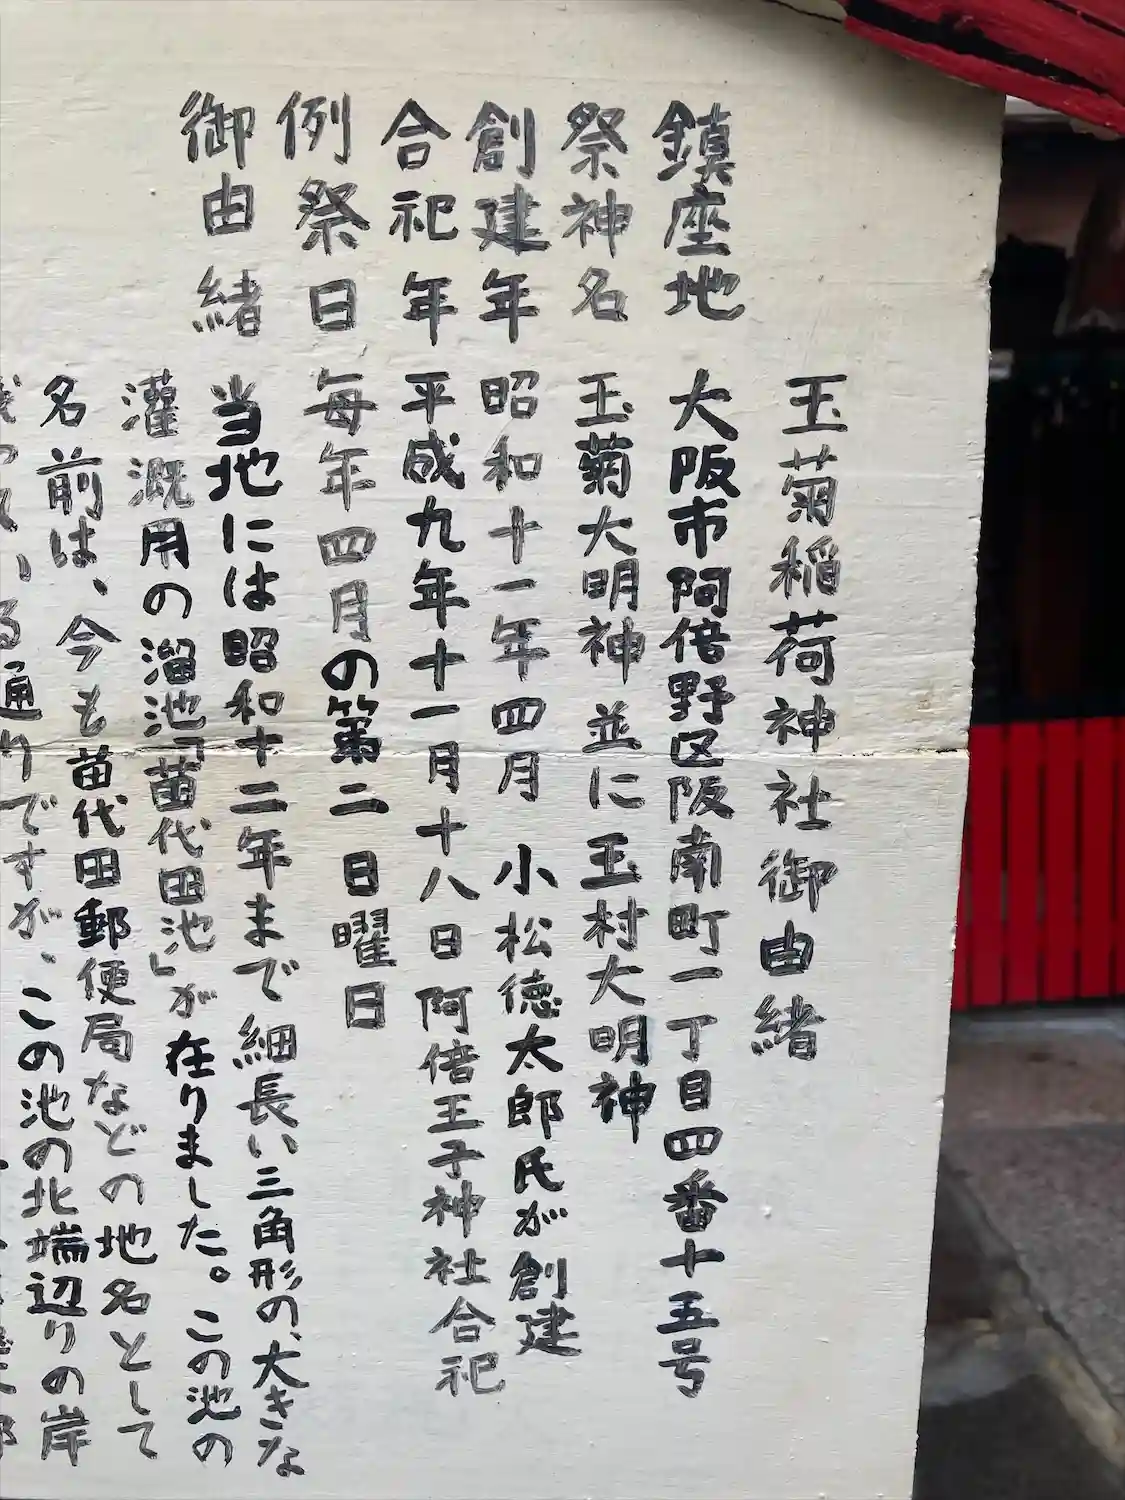 玉菊稲荷神社御由緒
鎮座地 大阪市阿倍野区阪南町一丁目四番十五号
祭神名 玉菊大明神 並に玉村大明神
創建年 昭和十一年四月 小松徳太郎氏が創建
合祀年 平成九年十一月十八日 阿倍王子神社合祀
例祭日 毎年四月の第二日曜日
御由緒 当地には昭和十二年まで細長い三角形の、大きな
灌漑用の溜池「苗代田池」が在りました。この池の
名前は、今も苗代田郵便局などの地名として
る通りですが、この池の北端辺りの岸